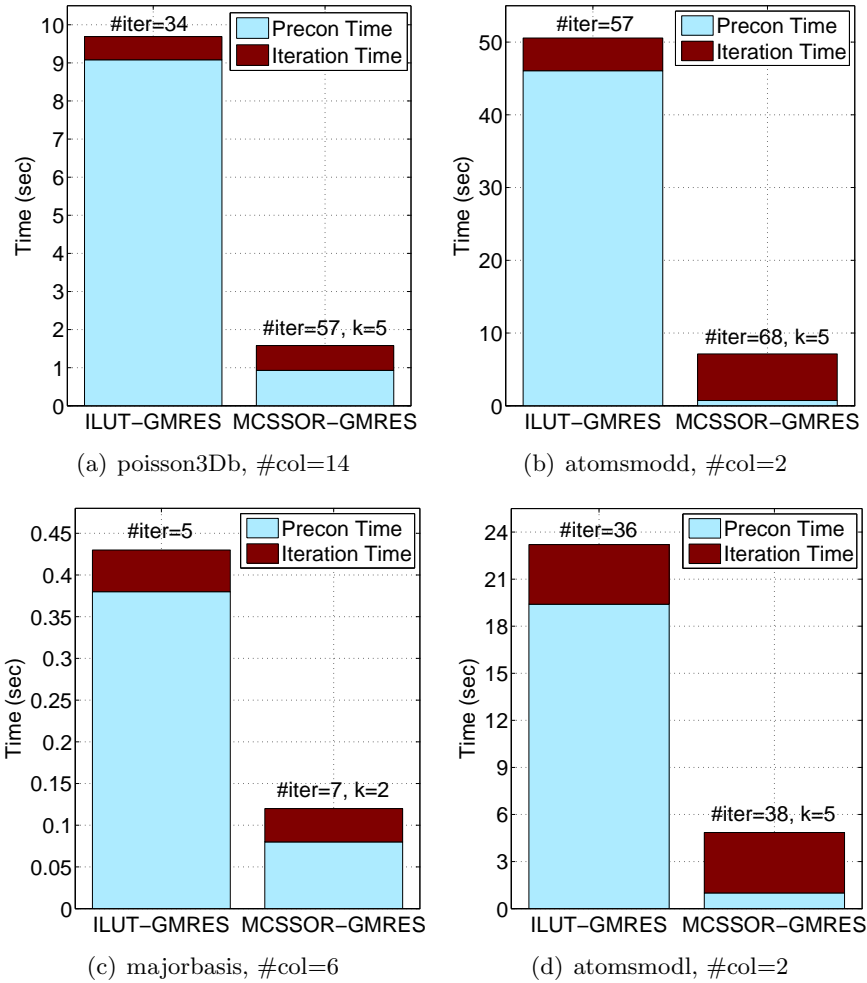 #iter=34
Precon Time
Iteration Time
10
9
8
7
6
5
4
3
2
1
0
Time (sec)
#iter=57, k=5
ILUT−GMRES MCSSOR−GMRES
(a) poisson3Db, #col=14
#iter=57
Precon Time
Iteration Time
50
40
30
20
10
0
Time (sec)
#iter=68, k=5
ILUT−GMRES MCSSOR−GMRES
(b) atomsmodd, #col=2
#iter=5
Precon Time
Iteration Time
0.45
0.4
0.35
0.3
0.25
0.2
0.15
0.1
0.05
0
Time (sec)
#iter=7, k=2
ILUT−GMRES MCSSOR−GMRES
(c) majorbasis, #col=6
#iter=36
Precon Time
Iteration Time
24
21
18
15
12
9
6
3
0
Time (sec)
#iter=38, k=5
ILUT−GMRES MCSSOR−GMRES
(d) atomsmodl, #col=2